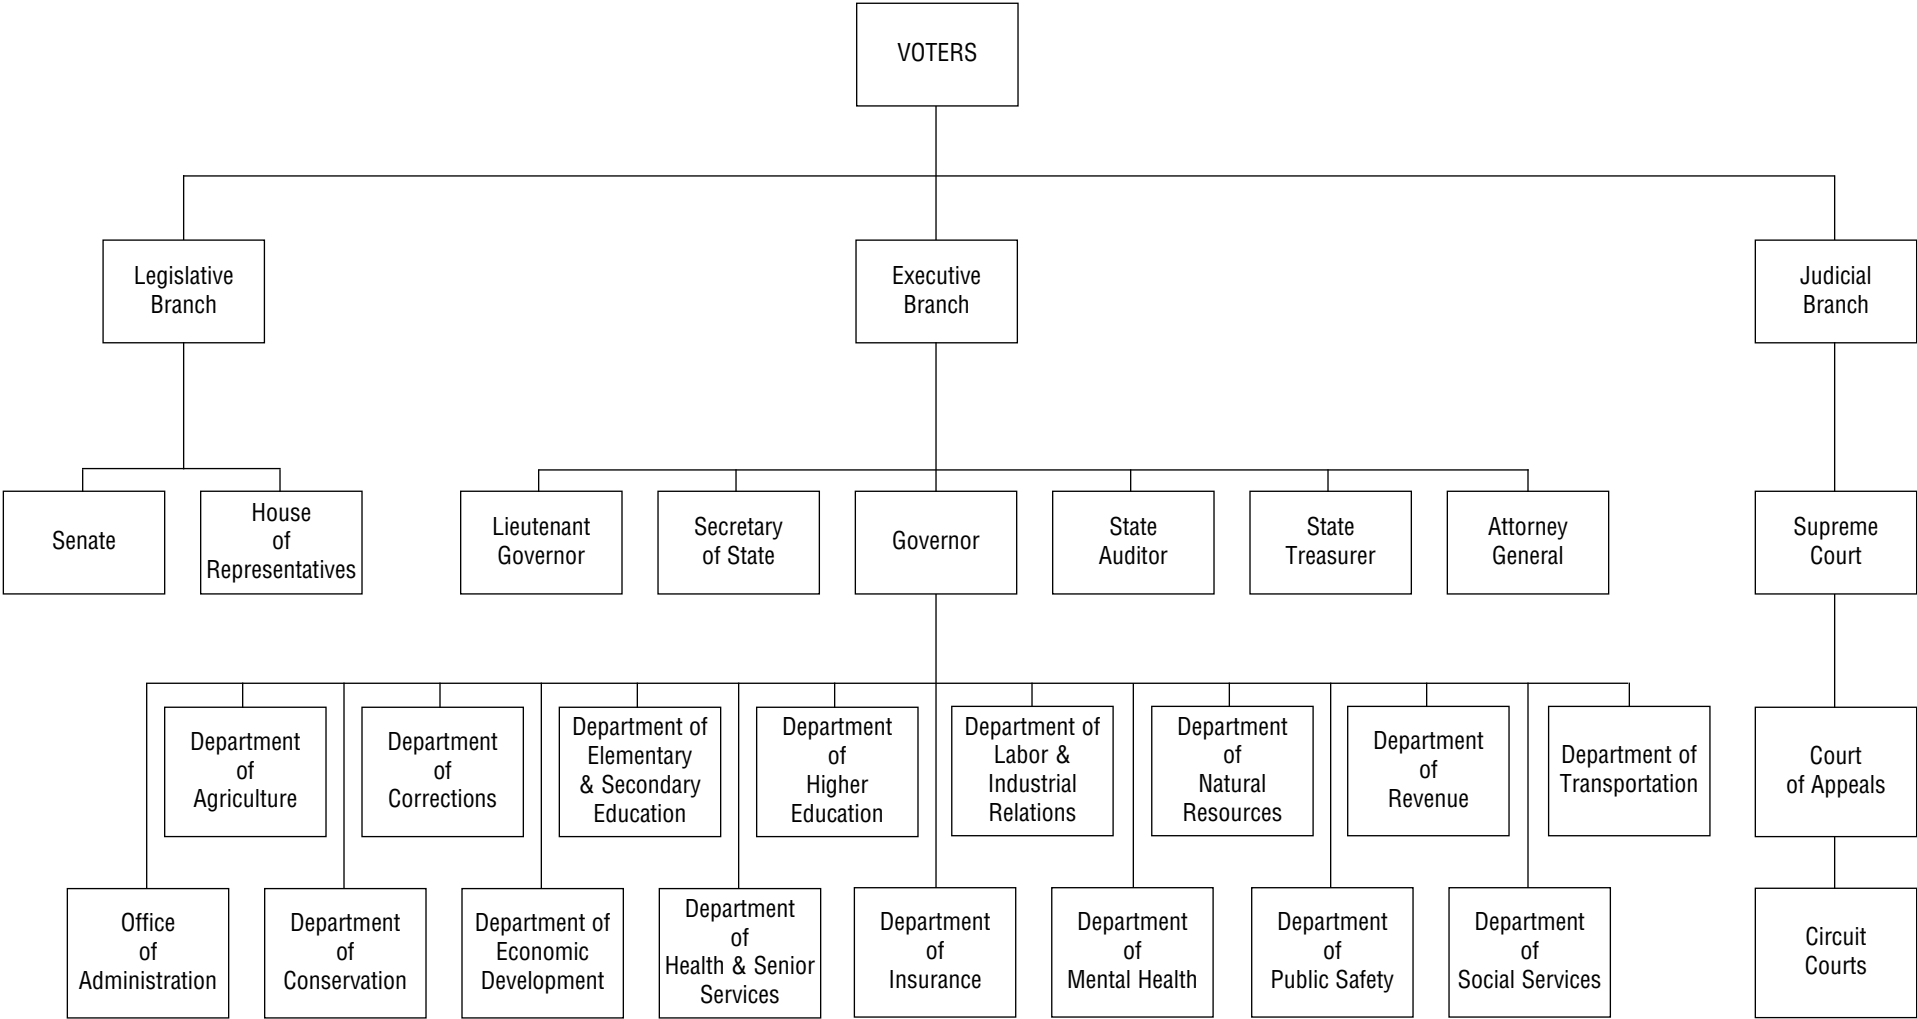 VOTERS
Legislative
Branch
Executive
Branch
Judicial
Branch
Senate
House
of
Representatives
Lieutenant
Governor
Secretary
of State
Governor
State
Auditor
State
Treasurer
Attorney
General
Supreme
Court
Department
of
Agriculture
Department
of
Corrections
Department of
Elementary
& Secondary
Education
Department
of
Higher
Education
Department of
Labor &
Industrial
Relations
Department
of
Natural
Resources
Department
of
Revenue
Department of
Transportation
Court
of Appeals
Office
of
Administration
Department
of
Conservation
Department of
Economic
Development
Department
of
Health & Senior
Services
Department
of
Insurance
Department
of
Mental Health
Department
of
Public Safety
Department
of
Social Services
Circuit
Courts